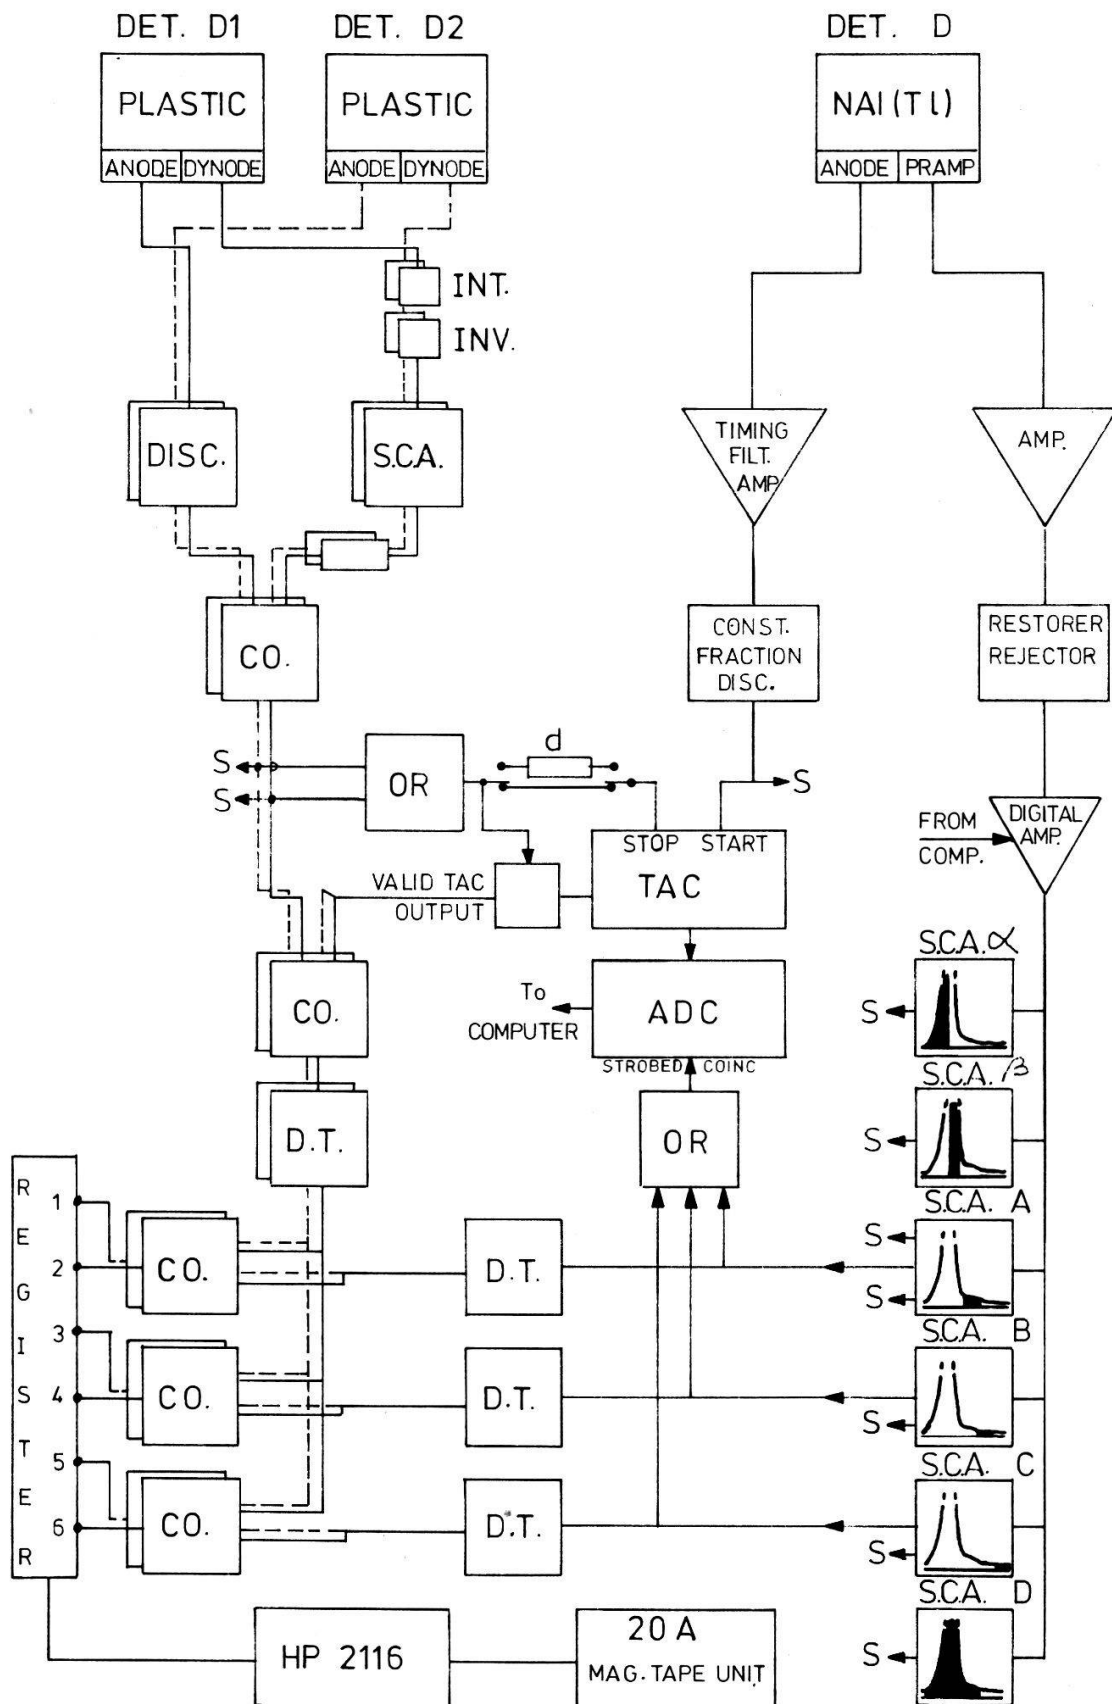 DET. D1
DET. D2
DET. D
PLASTIC
PLASTIC
NAI(Tl)
ANODE
DYNODE
ANODE
DYNODE
ANODE
PRAMP
INT.
INV.
DISC.
S.C.A.
TIMING
FILT.
AMP
AMP.
CO.
CONST.
FRACTION
DISC.
RESTORER
REJECTOR
S
S
OR
d
S
STOP START
TAC
VALID TAC
OUTPUT
FROM
COMP.
DIGITAL
AMP.
CO.
To
COMPUTER
ADC
STROBED COINC
S.C.A. α
S
D.T.
OR
S.C.A. β
S
REGISTER
1
2
3
4
5
6
CO.
D.T.
S.C.A. A
S
S
CO.
D.T.
S.C.A. B
S
CO.
D.T.
S.C.A. C
S
HP 2116
20 A
MAG. TAPE UNIT
S.C.A. D
S